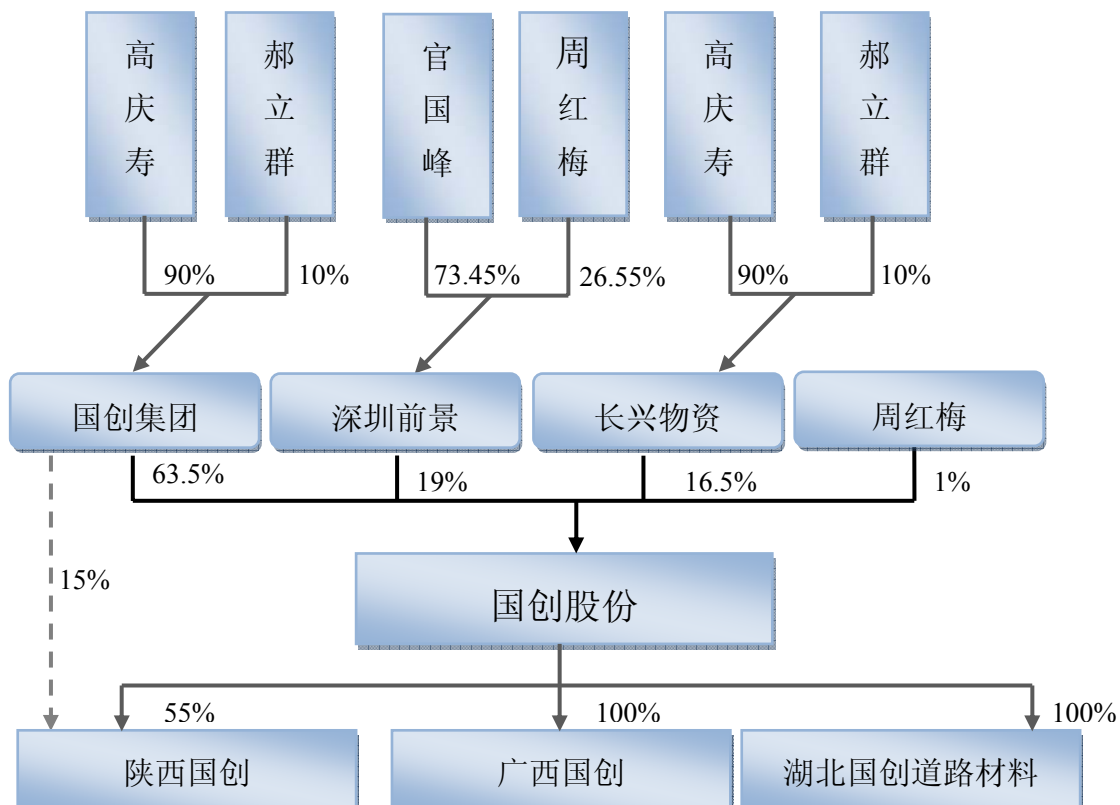 高庆寿
郝立群
官国峰
周红梅
高庆寿
郝立群
90%
10%
73.45%
26.55%
90%
10%
国创集团
深圳前景
长兴物资
周红梅
63.5%
19%
16.5%
1%
15%
国创股份
55%
100%
100%
陕西国创
广西国创
湖北国创道路材料